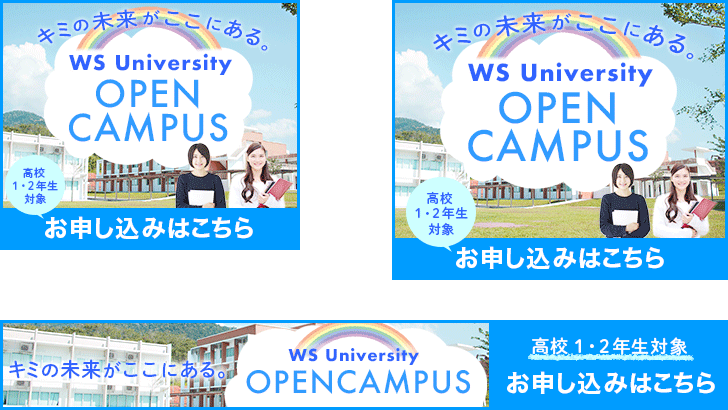 キミの未来がここにある。
WS University
OPEN
CAMPUS
高校
1・2年生
対象
お申し込みはこちら
キミの未来がここにある。
WS University
OPEN
CAMPUS
高校
1・2年生
対象
お申し込みはこちら
キミの未来がここにある。
WS University
OPENCAMPUS
高校1・2年生対象
お申し込みはこちら